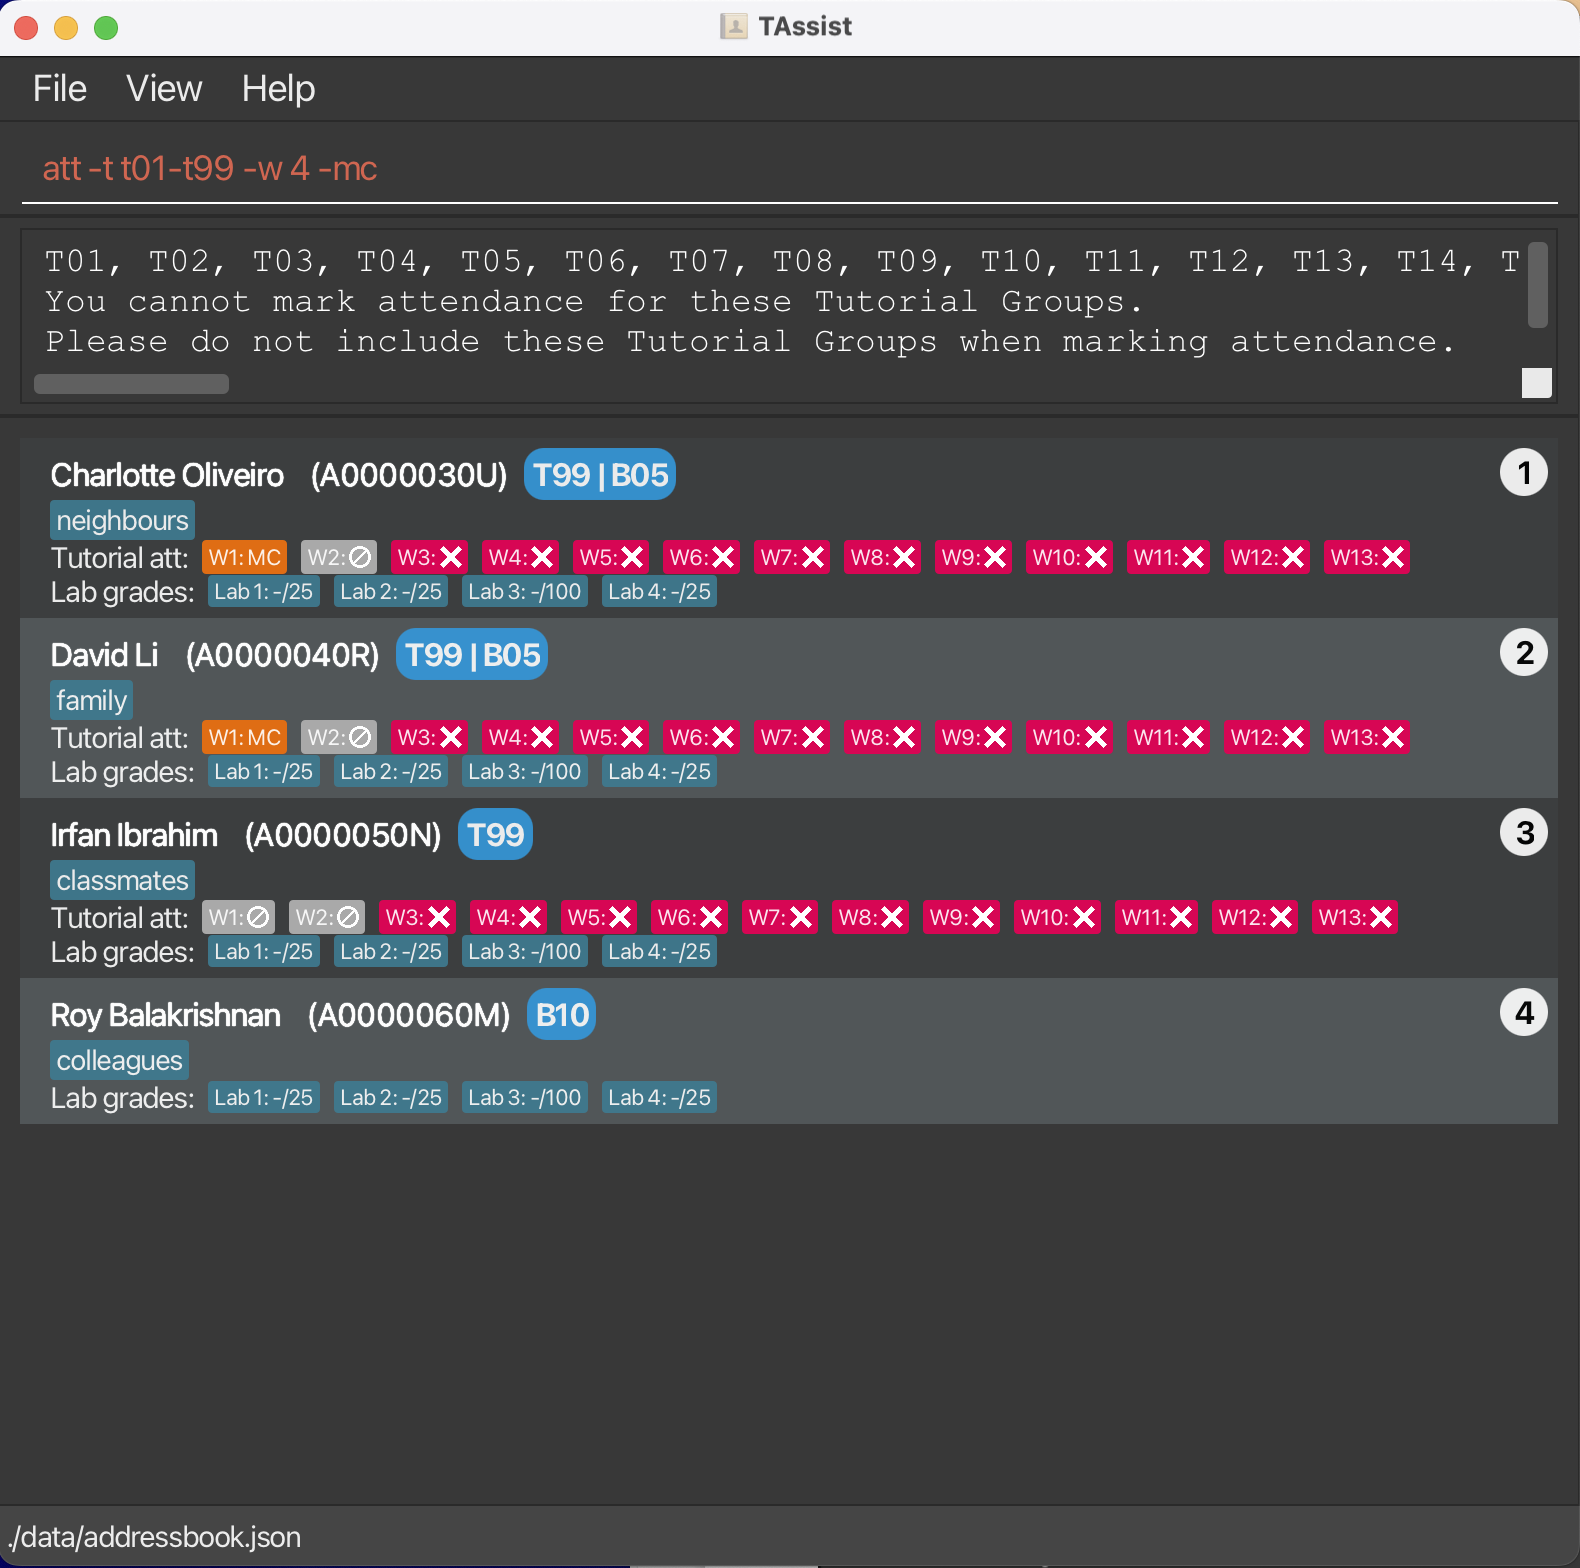 TAssist
File View Help
att -t t01-t99 -w 4 -mc
T01, T02, T03, T04, T05, T06, T07, T08, T09, T10, T11, T12, T13, T14, T
You cannot mark attendance for these Tutorial Groups.
Please do not include these Tutorial Groups when marking attendance.
Charlotte Oliveiro (A0000030U) T99 | B05 1
neighbours
Tutorial att: W1: MC W2:🚫 W3:❌ W4:❌ W5:❌ W6:❌ W7:❌ W8:❌ W9:❌ W10:❌ W11:❌ W12:❌ W13:❌
Lab grades: Lab 1: -/25 Lab 2: -/25 Lab 3: -/100 Lab 4: -/25
David Li (A0000040R) T99 | B05 2
family
Tutorial att: W1: MC W2:🚫 W3:❌ W4:❌ W5:❌ W6:❌ W7:❌ W8:❌ W9:❌ W10:❌ W11:❌ W12:❌ W13:❌
Lab grades: Lab 1: -/25 Lab 2: -/25 Lab 3: -/100 Lab 4: -/25
Irfan Ibrahim (A0000050N) T99 3
classmates
Tutorial att: W1:🚫 W2:🚫 W3:❌ W4:❌ W5:❌ W6:❌ W7:❌ W8:❌ W9:❌ W10:❌ W11:❌ W12:❌ W13:❌
Lab grades: Lab 1: -/25 Lab 2: -/25 Lab 3: -/100 Lab 4: -/25
Roy Balakrishnan (A0000060M) B10 4
colleagues
Lab grades: Lab 1: -/25 Lab 2: -/25 Lab 3: -/100 Lab 4: -/25
./data/addressbook.json